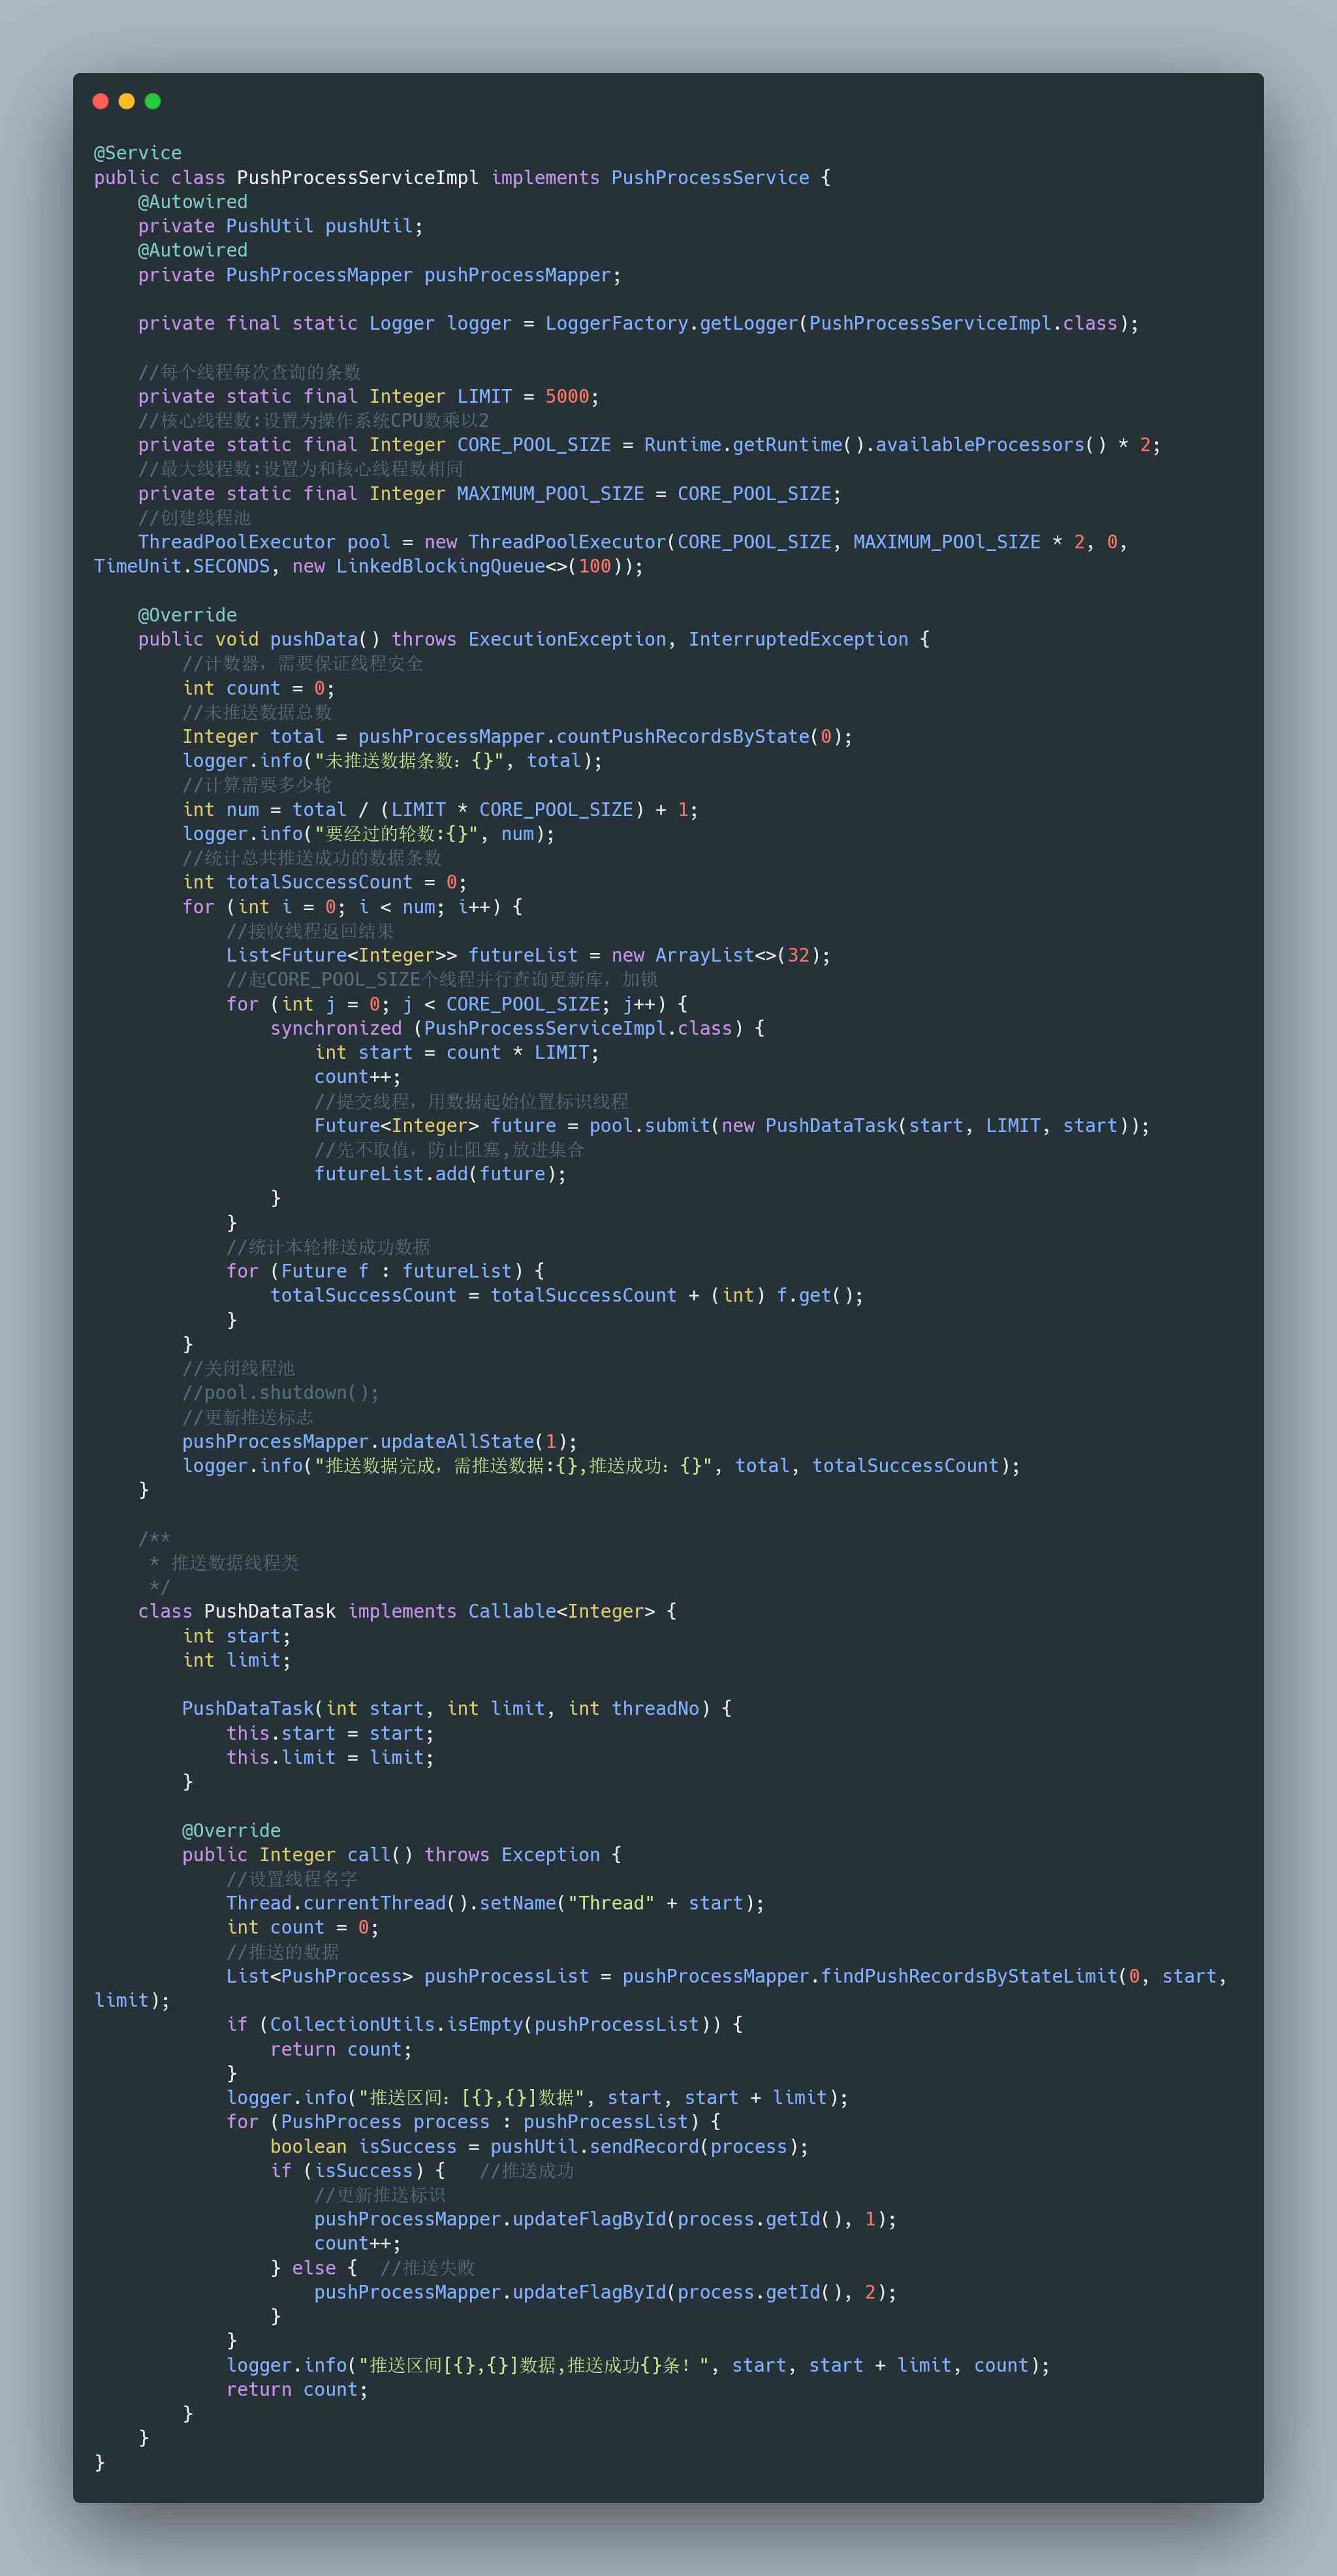 @Service
public class PushProcessServiceImpl implements PushProcessService {
    @Autowired
    private PushUtil pushUtil;
    @Autowired
    private PushProcessMapper pushProcessMapper;

    private final static Logger logger = LoggerFactory.getLogger(PushProcessServiceImpl.class);

    //每个线程每次查询的条数
    private static final Integer LIMIT = 5000;
    //核心线程数:设置为操作系统CPU数乘以2
    private static final Integer CORE_POOL_SIZE = Runtime.getRuntime().availableProcessors() * 2;
    //最大线程数:设置为和核心线程数相同
    private static final Integer MAXIMUM_POOl_SIZE = CORE_POOL_SIZE;
    //创建线程池
    ThreadPoolExecutor pool = new ThreadPoolExecutor(CORE_POOL_SIZE, MAXIMUM_POOl_SIZE * 2, 0,
TimeUnit.SECONDS, new LinkedBlockingQueue<>(100));

    @Override
    public void pushData() throws ExecutionException, InterruptedException {
        //计数器，需要保证线程安全
        int count = 0;
        //未推送数据总数
        Integer total = pushProcessMapper.countPushRecordsByState(0);
        logger.info("未推送数据条数：{}", total);
        //计算需要多少轮
        int num = total / (LIMIT * CORE_POOL_SIZE) + 1;
        logger.info("要经过的轮数:{}", num);
        //统计总共推送成功的数据条数
        int totalSuccessCount = 0;
        for (int i = 0; i < num; i++) {
            //接收线程返回结果
            List<Future<Integer>> futureList = new ArrayList<>(32);
            //起CORE_POOL_SIZE个线程并行查询更新库，加锁
            for (int j = 0; j < CORE_POOL_SIZE; j++) {
                synchronized (PushProcessServiceImpl.class) {
                    int start = count * LIMIT;
                    count++;
                    //提交线程，用数据起始位置标识线程
                    Future<Integer> future = pool.submit(new PushDataTask(start, LIMIT, start));
                    //先不取值，防止阻塞,放进集合
                    futureList.add(future);
                }
            }
            //统计本轮推送成功数据
            for (Future f : futureList) {
                totalSuccessCount = totalSuccessCount + (int) f.get();
            }
        }
        //关闭线程池
        //pool.shutdown();
        //更新推送标志
        pushProcessMapper.updateAllState(1);
        logger.info("推送数据完成，需推送数据:{},推送成功：{}", total, totalSuccessCount);
    }

    /**
     * 推送数据线程类
     */
    class PushDataTask implements Callable<Integer> {
        int start;
        int limit;

        PushDataTask(int start, int limit, int threadNo) {
            this.start = start;
            this.limit = limit;
        }

        @Override
        public Integer call() throws Exception {
            //设置线程名字
            Thread.currentThread().setName("Thread" + start);
            int count = 0;
            //推送的数据
            List<PushProcess> pushProcessList = pushProcessMapper.findPushRecordsByStateLimit(0, start,
limit);
            if (CollectionUtils.isEmpty(pushProcessList)) {
                return count;
            }
            logger.info("推送区间：[{},{}]数据", start, start + limit);
            for (PushProcess process : pushProcessList) {
                boolean isSuccess = pushUtil.sendRecord(process);
                if (isSuccess) {   //推送成功
                    //更新推送标识
                    pushProcessMapper.updateFlagById(process.getId(), 1);
                    count++;
                } else {  //推送失败
                    pushProcessMapper.updateFlagById(process.getId(), 2);
                }
            }
            logger.info("推送区间[{},{}]数据,推送成功{}条！", start, start + limit, count);
            return count;
        }
    }
}